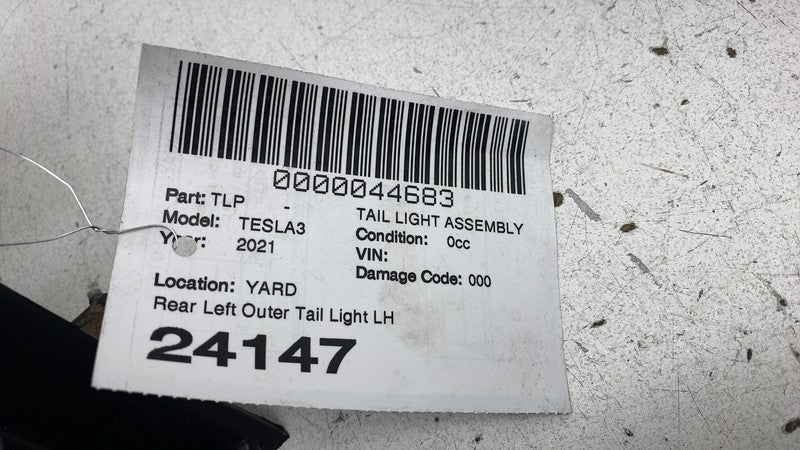 0000044683
Part: TLP - TAIL LIGHT ASSEMBLY
Model: TESLA3 Condition: 0cc
Year: 2021 VIN:
Damage Code: 000
Location: YARD
Rear Left Outer Tail Light LH
24147